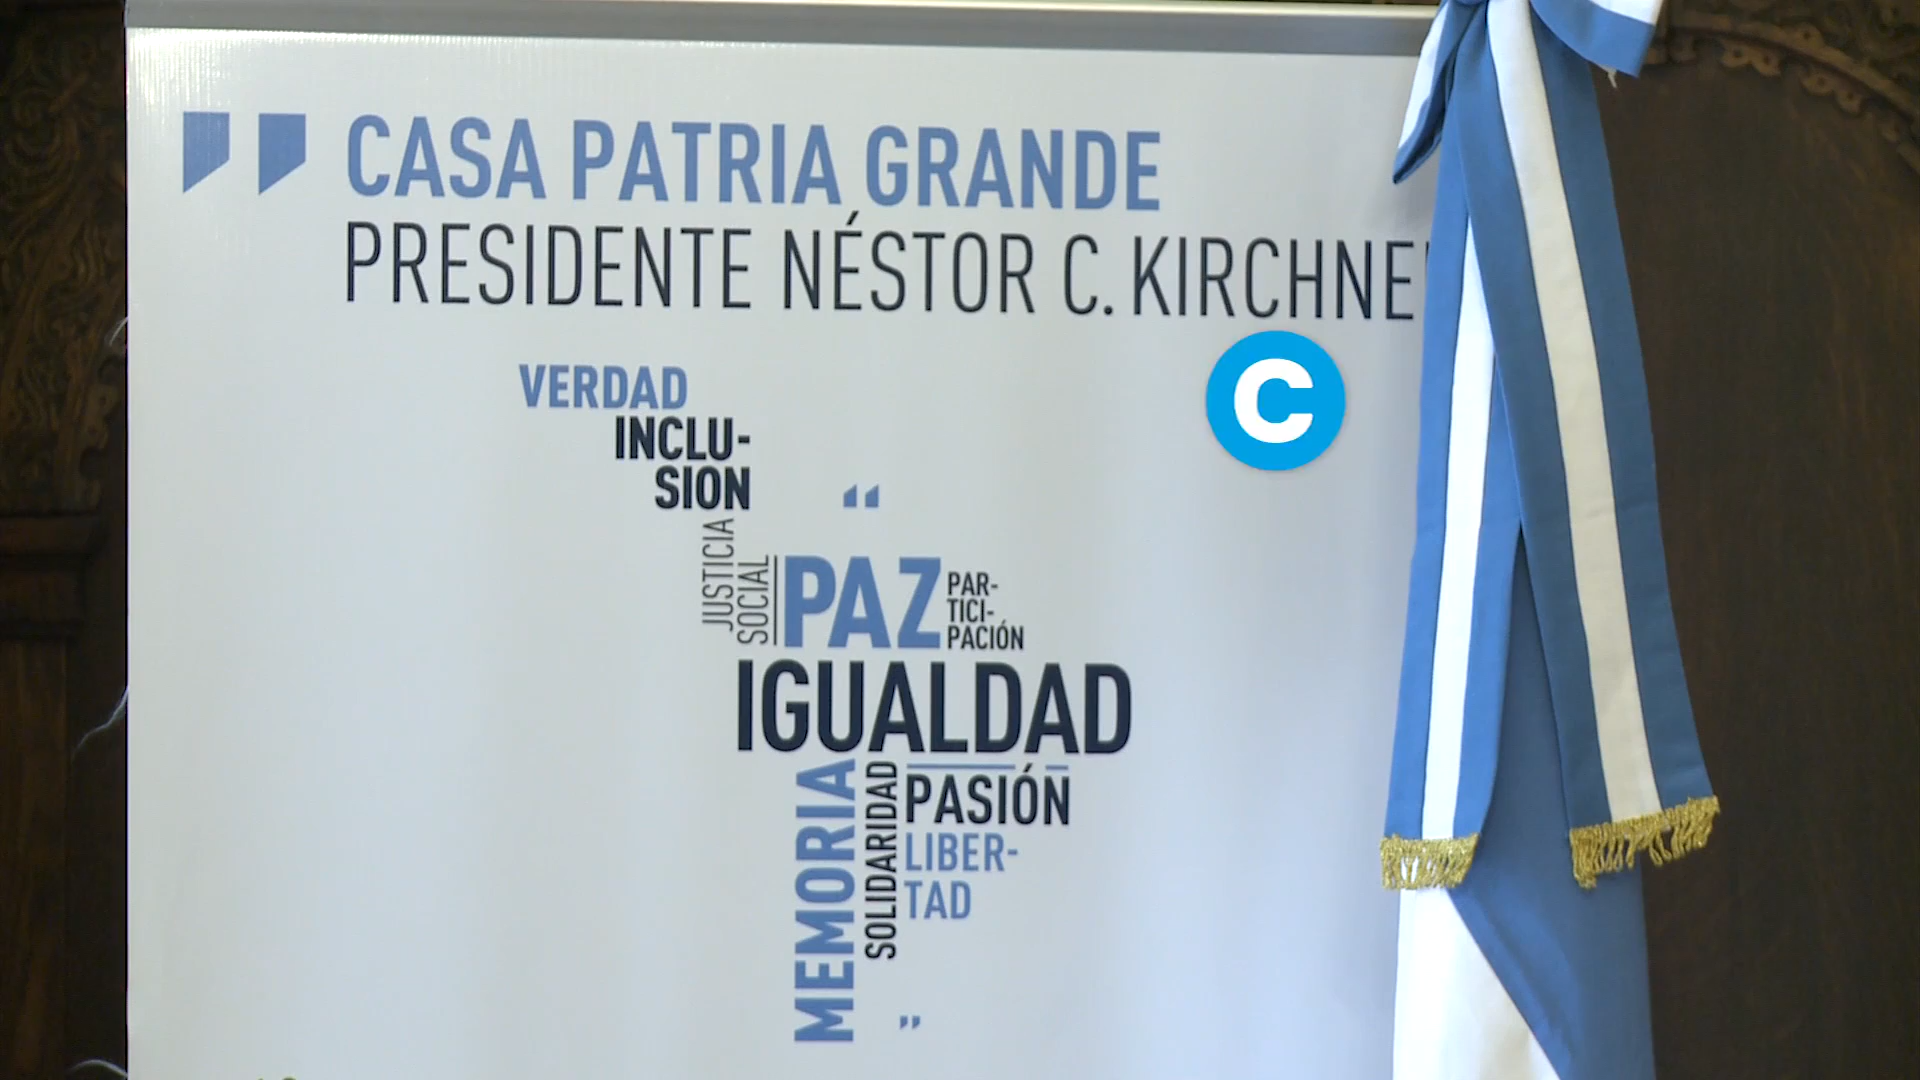 CASA PATRIA GRANDE
PRESIDENTE NÉSTOR C. KIRCHNE
C
VERDAD
INCLU-
SION
“
JUSTICIA
SOCIAL
PAZ
PAR-
TICI-
PACIÓN
IGUALDAD
MEMORIA
SOLIDARIDAD
PASIÓN
LIBER-
TAD
”